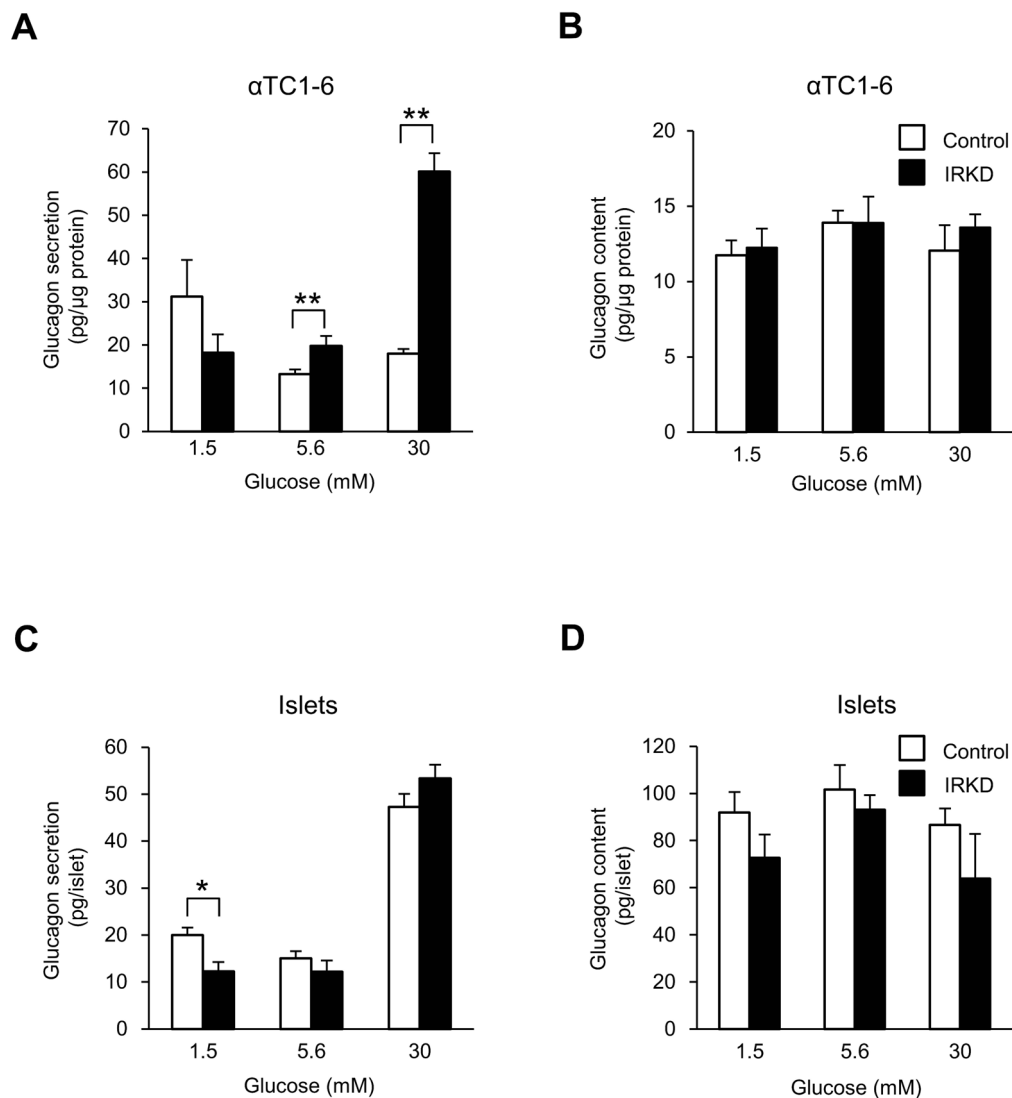 A
αTC1-6
Glucagon secretion
(pg/µg protein)
70
60
50
40
30
20
10
0
**
**
1.5 5.6 30
Glucose (mM)
B
αTC1-6
Control
IRKD
Glucagon content
(pg/µg protein)
20
15
10
5
0
1.5 5.6 30
Glucose (mM)
C
Islets
Glucagon secretion
(pg/islet)
60
50
40
30
20
10
0
*
1.5 5.6 30
Glucose (mM)
D
Islets
Control
IRKD
Glucagon content
(pg/islet)
120
100
80
60
40
20
0
1.5 5.6 30
Glucose (mM)